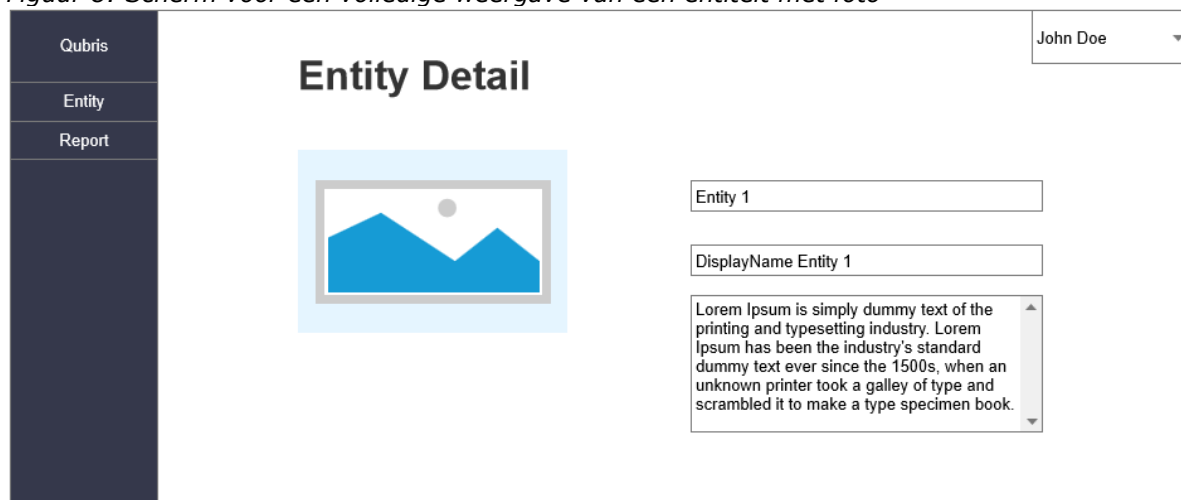 Figuur 6: Scherm voor een volledige weergave van een entiteit met foto
Qubris
John Doe
Entity Detail
Entity
Report
Entity 1
DisplayName Entity 1
Lorem Ipsum is simply dummy text of the
printing and typesetting industry. Lorem
Ipsum has been the industry's standard
dummy text ever since the 1500s, when an
unknown printer took a galley of type and
scrambled it to make a type specimen book.